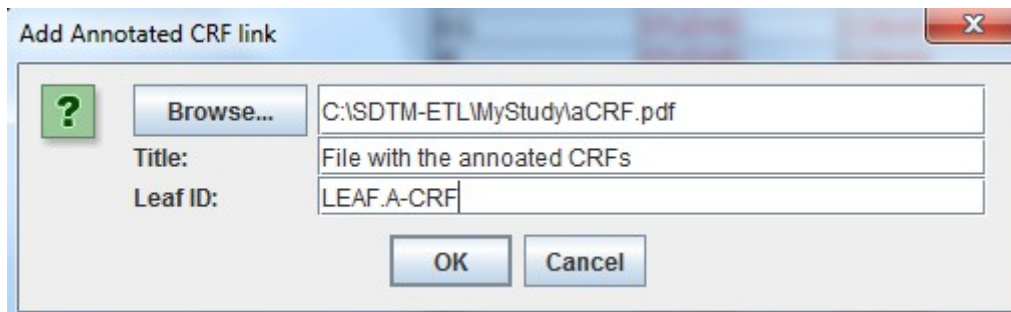 Add Annotated CRF link
?
Browse... C:\SDTM-ETL\MyStudy\aCRF.pdf
Title: File with the annoated CRFs
Leaf ID: LEAF.A-CRF
OK Cancel